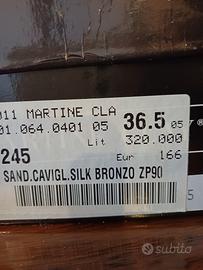 011 MARTINE CLA
01.064.0401 05
36.5 05
Lit 320.000
245
Eur 166
SAND.CAVIGL.SILK BRONZO ZP90
5
subito